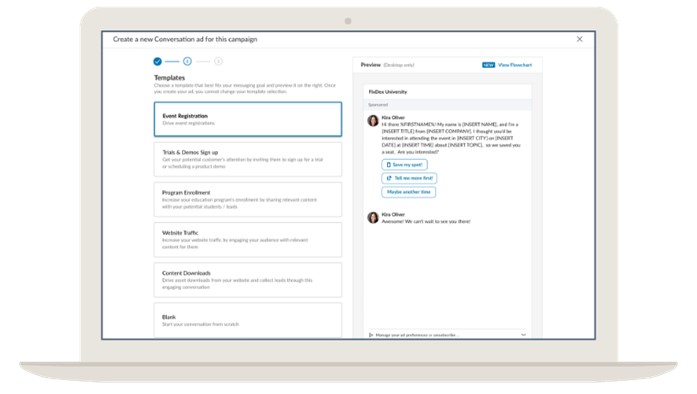 Create a new Conversation ad for this campaign
Templates
Choose a template that best fits your messaging goal and preview it on the right. Once
you create your ad you cannot change your template selection.
Event Registration
Drive event registrations
Trials & Demos Sign up
Get your potential customer's attention by inviting them to sign up for a trial
or scheduling a product demo
Program Enrollment
Increase your education program's enrollment by sharing relevant content
with your potential students / leads
Website Traffic
Increase your website traffic by engaging your audience with relevant
content for them
Content Downloads
Drive asset downloads from your website and collect leads through this
engaging conversation
Blank
Start your conversation from scratch
Preview (Desktop only)
NEW View Flowchart
FixDex University
Sponsored
Kira Oliver
Hi there %FIRSTNAME%! My name is [INSERT NAME], and I'm a
[INSERT TITLE] from [INSERT COMPANY]. I thought you'd be
interested in attending the event in [INSERT CITY] on [INSERT
DATE] at [INSERT TIME] about [INSERT TOPIC], so we saved you
a seat. Are you interested?
Save my spot!
Tell me more first!
Maybe another time
Kira Oliver
Awesome! We can't wait to see you there!
Manage your ad preferences or unsubscribe